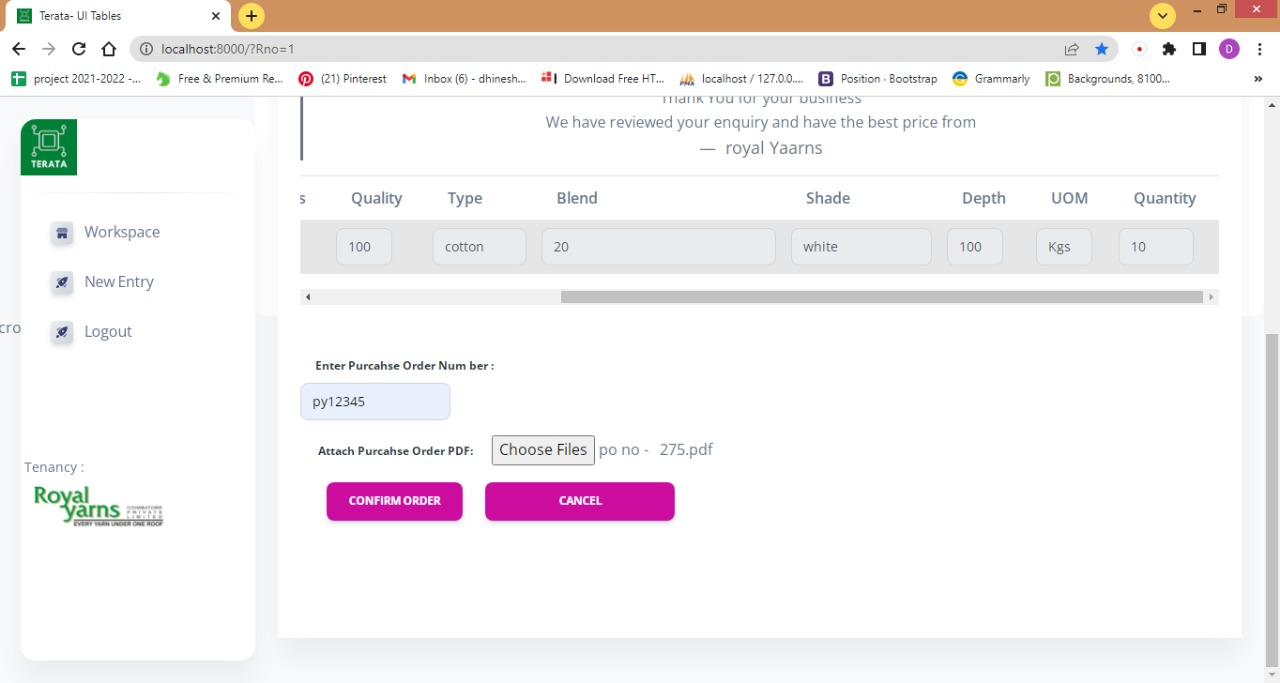 Terata- UI Tables
localhost:8000/?Rno=1
D
project 2021-2022 -...
Free & Premium Re...
(21) Pinterest
Inbox (6) - dhinesh...
Download Free HT...
localhost / 127.0.0....
B
Position · Bootstrap
Grammarly
Backgrounds, 8100...
»
TERATA
Thank You for your business
We have reviewed your enquiry and have the best price from
— royal Yaarns
s Quality Type Blend Shade Depth UOM Quantity
100 cotton 20 white 100 Kgs 10
Workspace
New Entry
cro
Logout
Enter Purcahse Order Num ber :
py12345
Attach Purcahse Order PDF: Choose Files po no - 275.pdf
CONFIRM ORDER CANCEL
Tenancy :
Royal
yarns
COIMBATORE
PRIVATE
LIMITED
EVERY YARN UNDER ONE ROOF